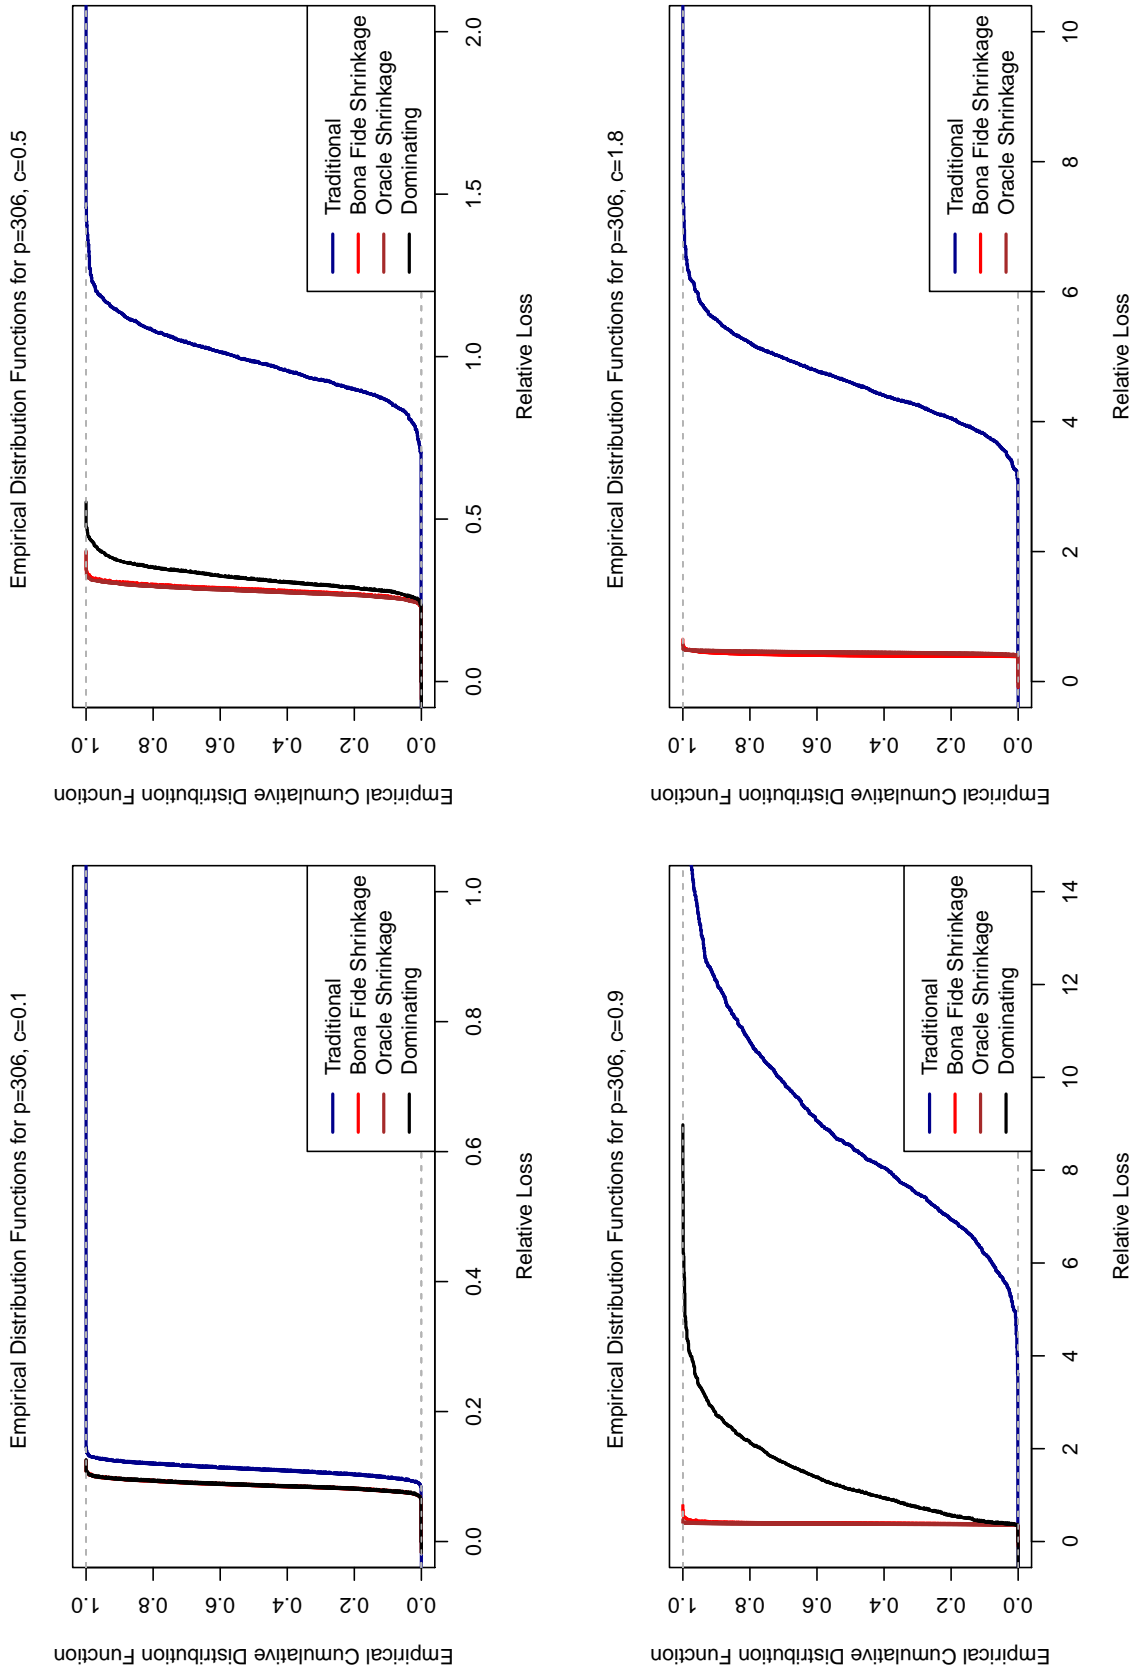 Empirical Distribution Functions for p=306, c=0.1
Empirical Cumulative Distribution Function
1.0
0.8
0.6
0.4
0.2
0.0
Traditional
Bona Fide Shrinkage
Oracle Shrinkage
Dominating
0.0 0.2 0.4 0.6 0.8 1.0
Relative Loss
Empirical Distribution Functions for p=306, c=0.5
Empirical Cumulative Distribution Function
1.0
0.8
0.6
0.4
0.2
0.0
Traditional
Bona Fide Shrinkage
Oracle Shrinkage
Dominating
0.0 0.5 1.0 1.5 2.0
Relative Loss
Empirical Distribution Functions for p=306, c=0.9
Empirical Cumulative Distribution Function
1.0
0.8
0.6
0.4
0.2
0.0
Traditional
Bona Fide Shrinkage
Oracle Shrinkage
Dominating
0 2 4 6 8 10 12 14
Relative Loss
Empirical Distribution Functions for p=306, c=1.8
Empirical Cumulative Distribution Function
1.0
0.8
0.6
0.4
0.2
0.0
Traditional
Bona Fide Shrinkage
Oracle Shrinkage
0 2 4 6 8 10
Relative Loss